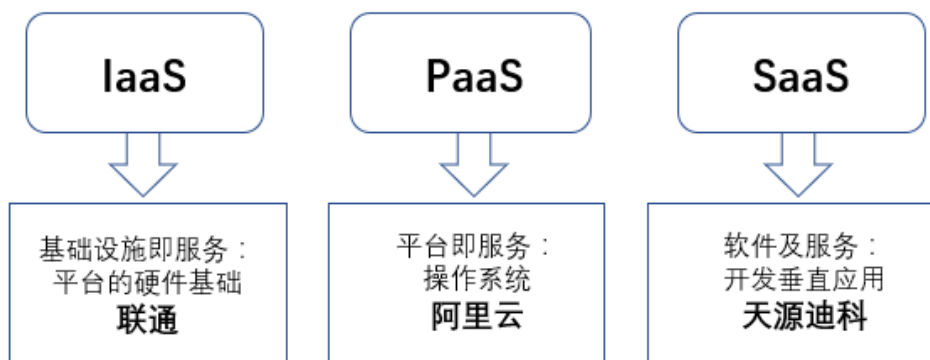 IaaS
PaaS
SaaS
基础设施即服务：
平台的硬件基础
联通
平台即服务：
操作系统
阿里云
软件及服务：
开发垂直应用
天源迪科